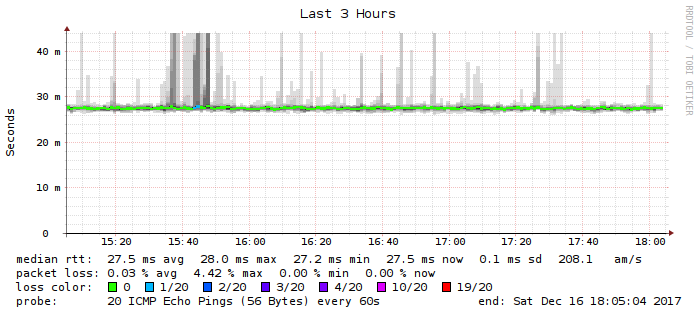 Last 3 Hours
RRDTOOL / TOBI OETIKER
Seconds
40 m
30 m
20 m
10 m
0
15:20 15:40 16:00 16:20 16:40 17:00 17:20 17:40 18:00
median rtt: 27.5 ms avg 28.0 ms max 27.2 ms min 27.5 ms now 0.1 ms sd 208.1 am/s
packet loss: 0.03 % avg 4.42 % max 0.00 % min 0.00 % now
loss color: 0 1/20 2/20 3/20 4/20 10/20 19/20
probe: 20 ICMP Echo Pings (56 Bytes) every 60s end: Sat Dec 16 18:05:04 2017